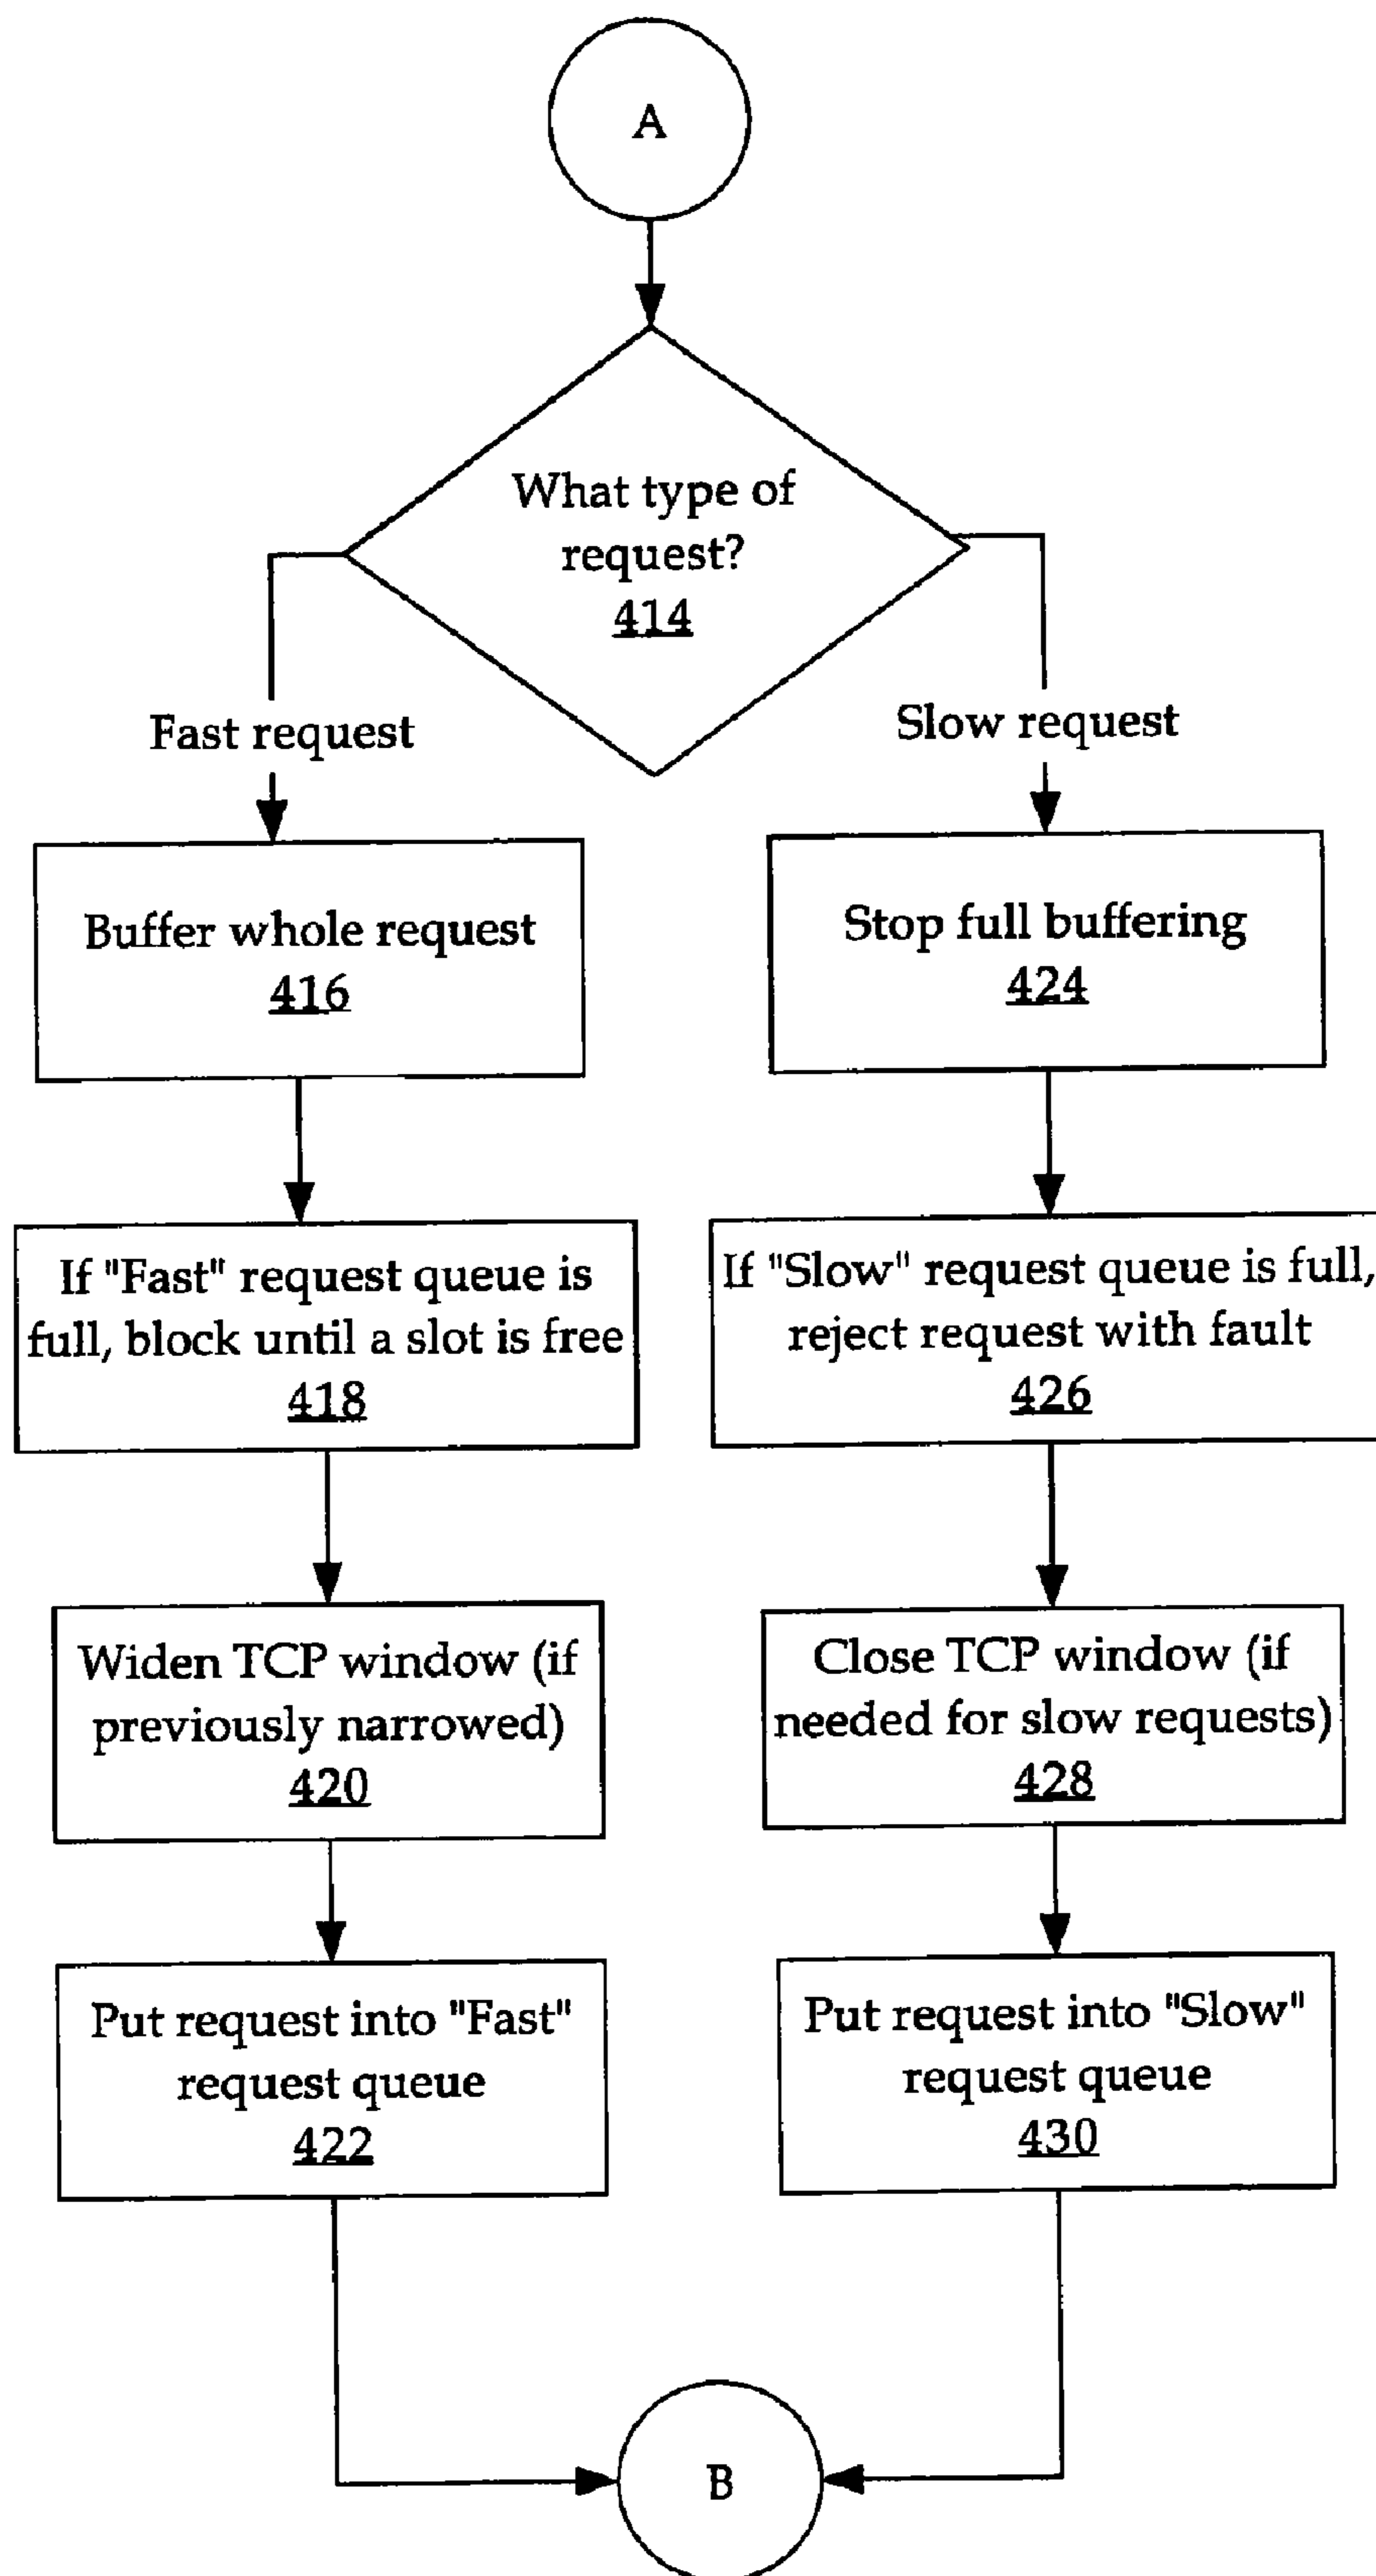 A
What type of
request?
414
Fast request
Slow request
Buffer whole request
416
Stop full buffering
424
If "Fast" request queue is
full, block until a slot is free
418
If "Slow" request queue is full,
reject request with fault
426
Widen TCP window (if
previously narrowed)
420
Close TCP window (if
needed for slow requests)
428
Put request into "Fast"
request queue
422
Put request into "Slow"
request queue
430
B